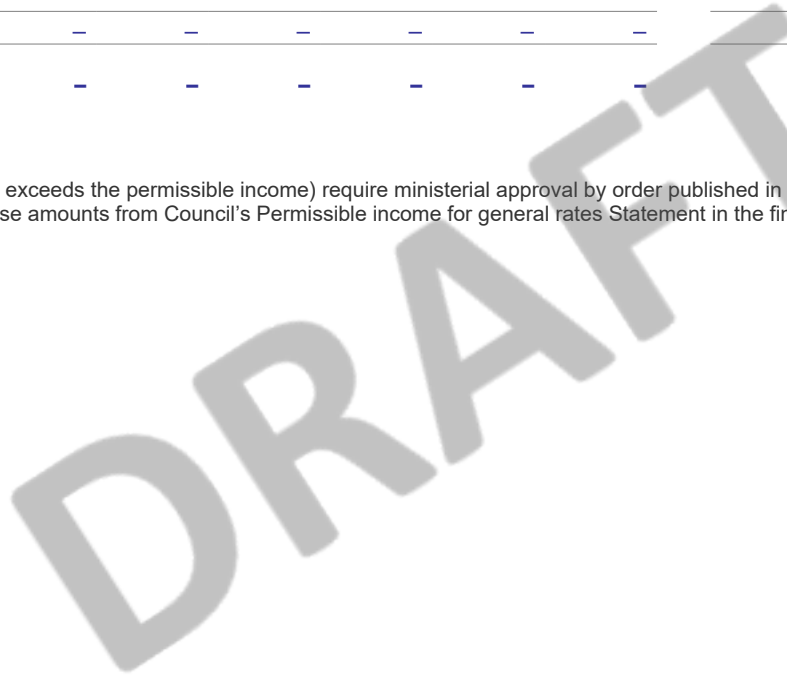 – – – – – –
– – – – – –
exceeds the permissible income) require ministerial approval by order published in
se amounts from Council's Permissible income for general rates Statement in the fin
DRAFT